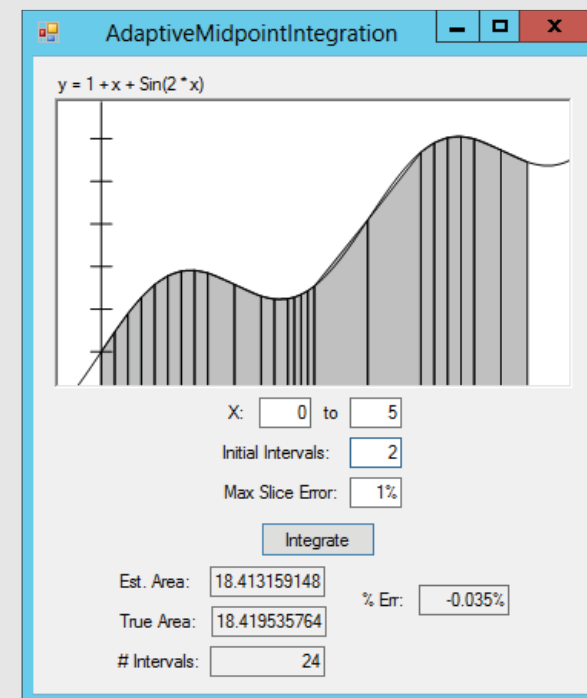 AdaptiveMidpointIntegration
y = 1 + x + Sin(2 * x)
X: 0 to 5
Initial Intervals: 2
Max Slice Error: 1%
Integrate
Est. Area: 18.413159148
% Err: -0.035%
True Area: 18.419535764
# Intervals: 24